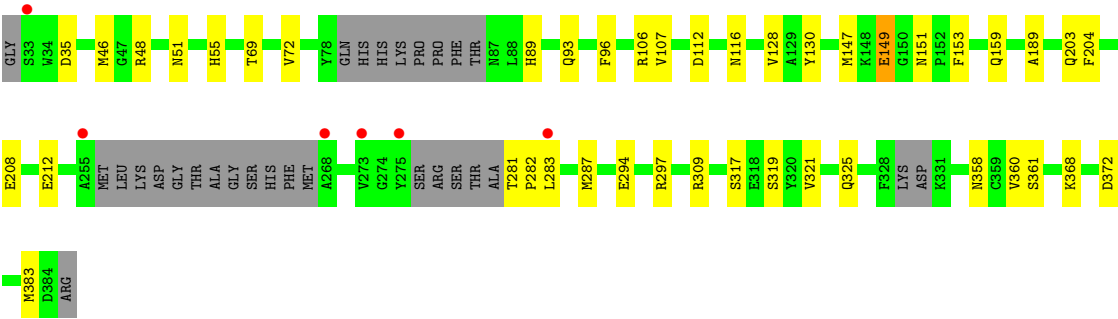 GLY S33 W34 D35 M46 G47 R48 N51 H55 T69 V72 Y78 GLN HIS HIS LYS PRO PRO PHE THR N87 L88 H89 Q93 F96 R106 V107 D112 N116 V128 A129 Y130 M147 K148 E149 G150 N151 P152 F153 Q159 A189 Q203 F204
E208 E212 A255 MET LEU LYS ASP GLY THR ALA GLY SER HIS PHE MET A268 V273 G274 Y275 SER ARG SER THR ALA T281 P282 L283 M287 E294 R297 R309 S317 E318 S319 Y320 V321 Q325 F328 LYS ASP K331 N358 C359 V360 S361 K368 D372
M383 D384 ARG